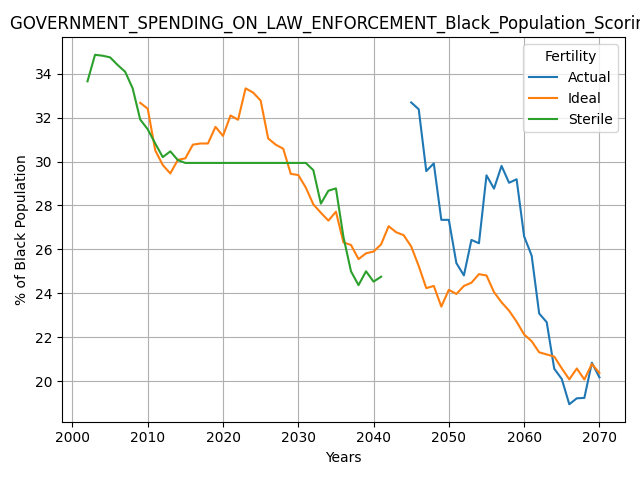 GOVERNMENT_SPENDING_ON_LAW_ENFORCEMENT_Black_Population_Scorin
Fertility
Actual
Ideal
Sterile
% of Black Population
34
32
30
28
26
24
22
20
2000 2010 2020 2030 2040 2050 2060 2070
Years